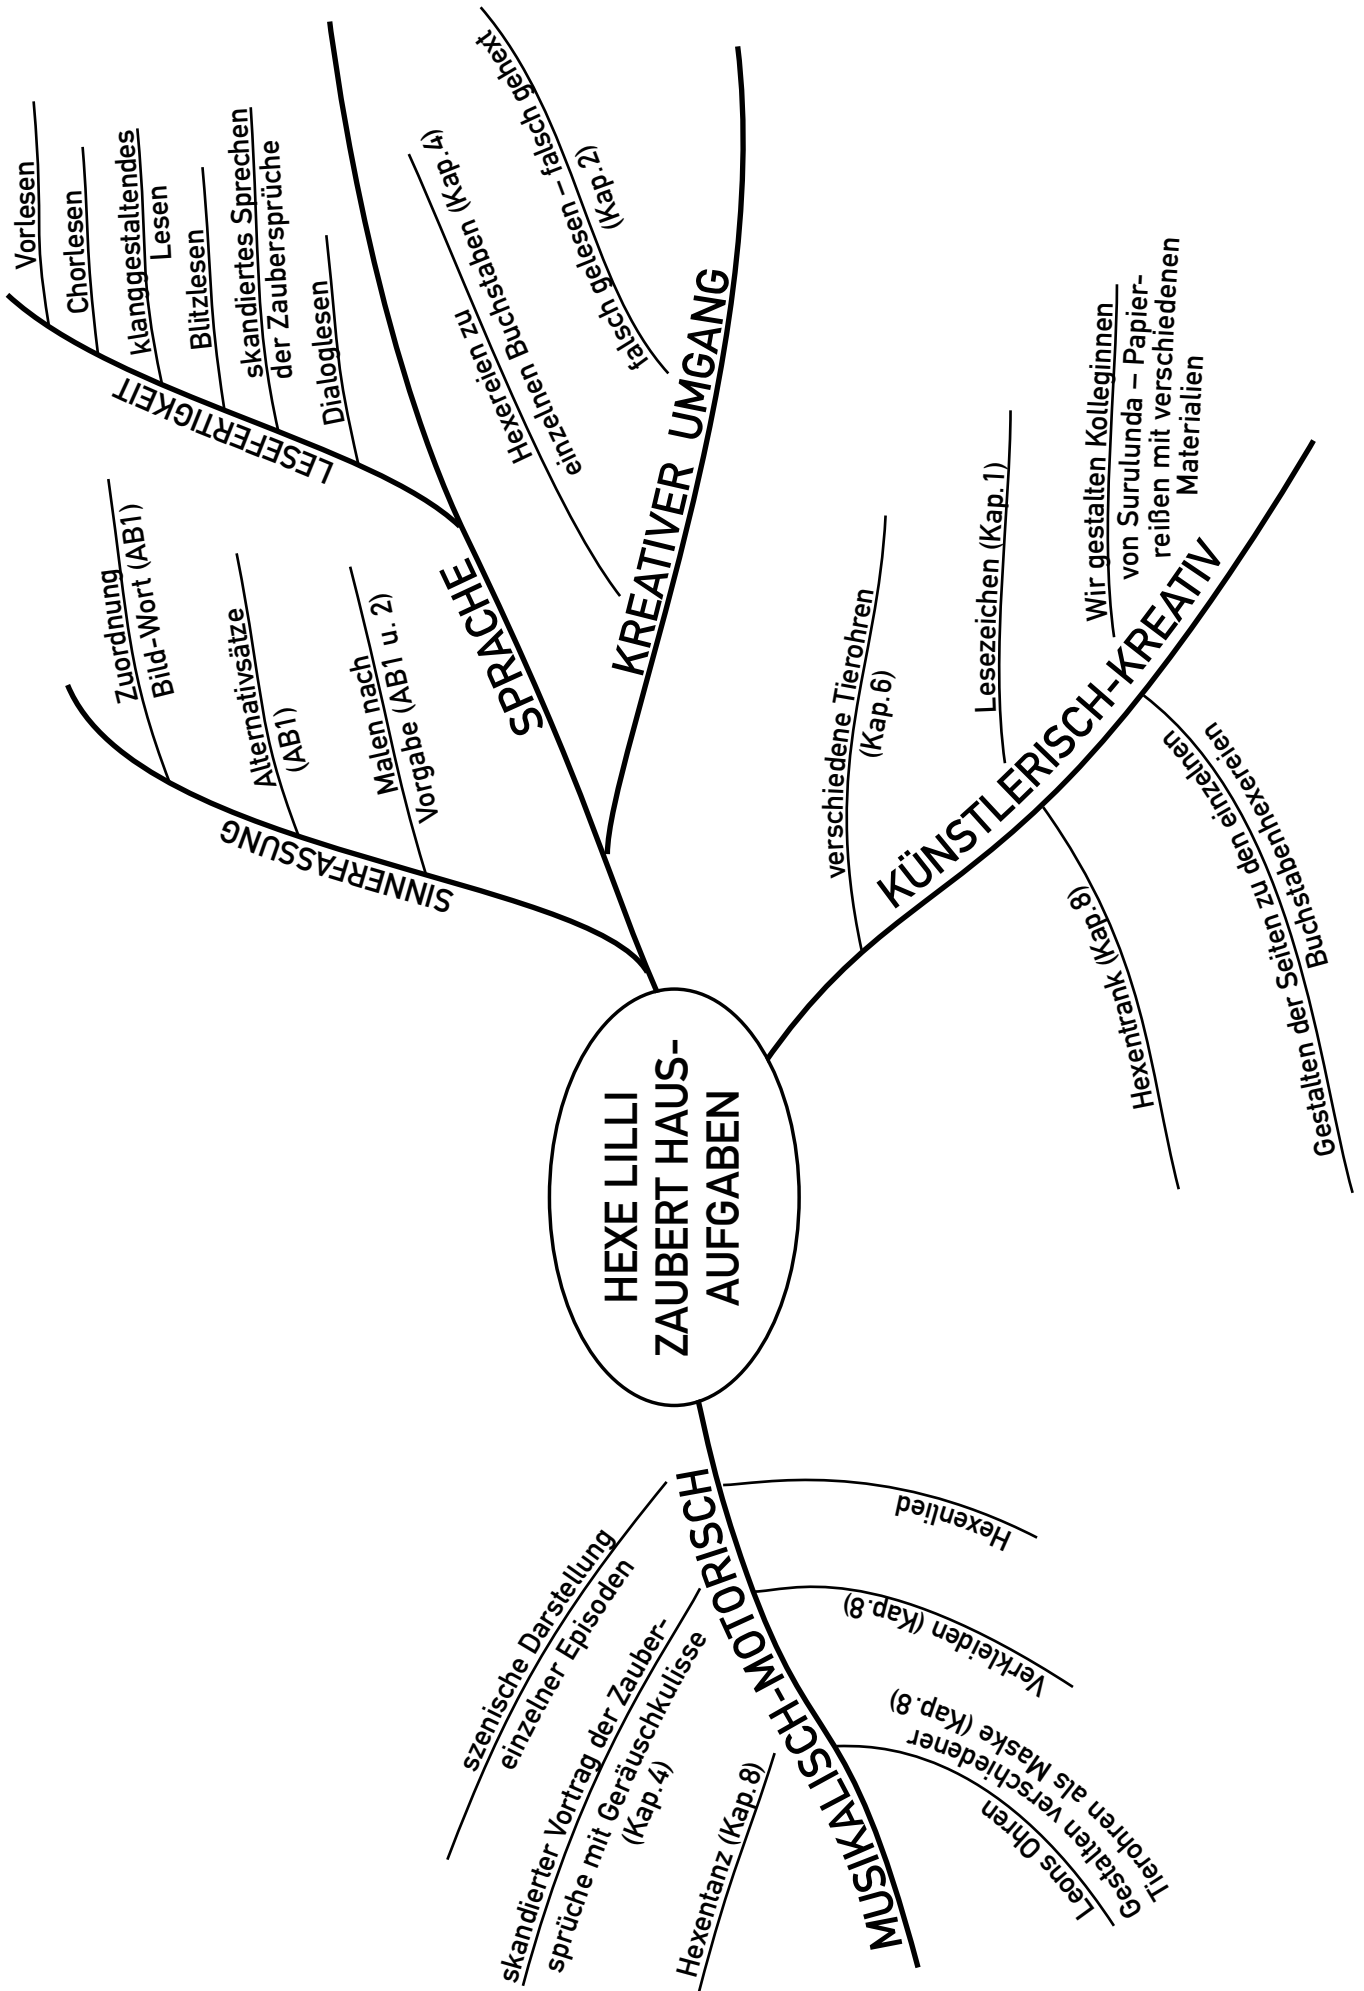 HEXE LILLI
ZAUBERT HAUS-
AUFGABEN
SPRACHE
LESEFERTIGKEIT
Vorlesen
Chorlesen
klanggestaltendes
Lesen
Blitzlesen
skandiertes Sprechen
der Zaubersprüche
Dialoglesen
SINNERFASSUNG
Zuordnung
Bild-Wort (AB1)
Alternativsätze
(AB1)
Malen nach
Vorgabe (AB1 u. 2)
KREATIVER UMGANG
Hexereien zu
einzelnen Buchstaben (Kap.4)
falsch gelesen – falsch gehext
(Kap.2)
KÜNSTLERISCH-KREATIV
verschiedene Tierohren
(Kap.6)
Lesezeichen (Kap.1)
Wir gestalten Kolleginnen
von Surulunda – Papier-
reißen mit verschiedenen
Materialien
Hexentrank (Kap.8)
Gestalten der Seiten zu den einzelnen
Buchstabenhexereien
MUSIKALISCH-MOTORISCH
szenische Darstellung
einzelner Episoden
skandierter Vortrag der Zauber-
sprüche mit Geräuschkulisse
(Kap.4)
Hexentanz (Kap.8)
Hexenlied
Verkleiden (Kap.8)
Leons Ohren
Gestalten verschiedener
Tierohren als Maske (Kap.8)